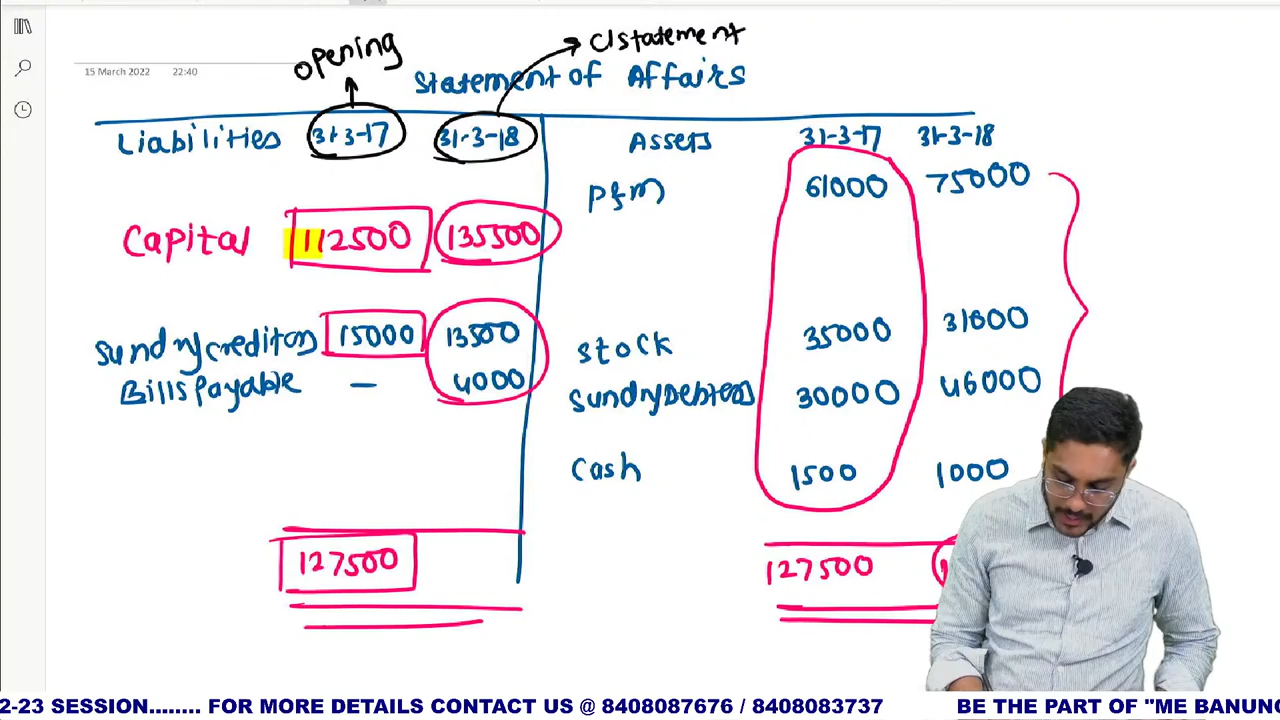 opening
Cl statement
15 March 2022 22:40
Statement of Affairs
Liabilities 31-3-17 31-3-18 Assets 31-3-17 31-3-18
P&M 61000 75000
Capital 112500 135500
Sundry creditors 15000 13500 Stock 35000 31000
Bills Payable — 4000 Sundry Debtors 30000 46000
Cash 1500 1000
127500 127500
2-23 SESSION........ FOR MORE DETAILS CONTACT US @ 8408087676 / 8408083737 BE THE PART OF "ME BANUNG